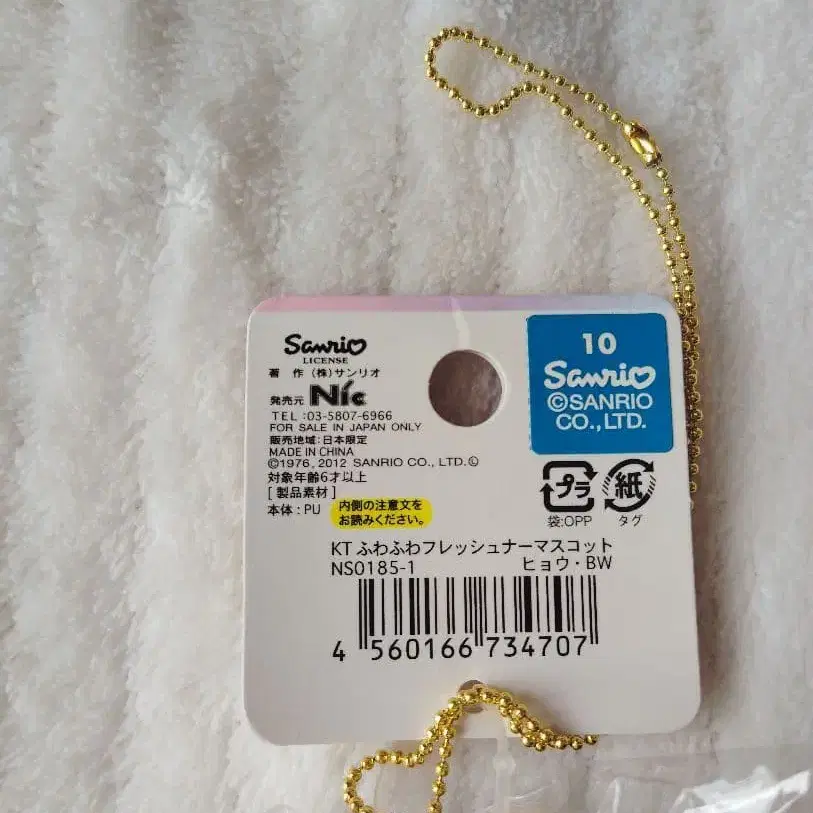 Sanrio
LICENSE
著 作 (株)サンリオ
発売元 Nic
TEL:03-5807-6966
FOR SALE IN JAPAN ONLY
販売地域:日本限定
MADE IN CHINA
©1976, 2012 SANRIO CO., LTD.Ⓛ
対象年齢6才以上
[製品素材]
本体:PU
内側の注意文を
お読みください。
10
Sanrio
©SANRIO
CO.,LTD.
プラ
袋:OPP
紙
タグ
KT ふわふわフレッシュナーマスコット
NS0185-1 ヒョウ・BW
4 560166 734707